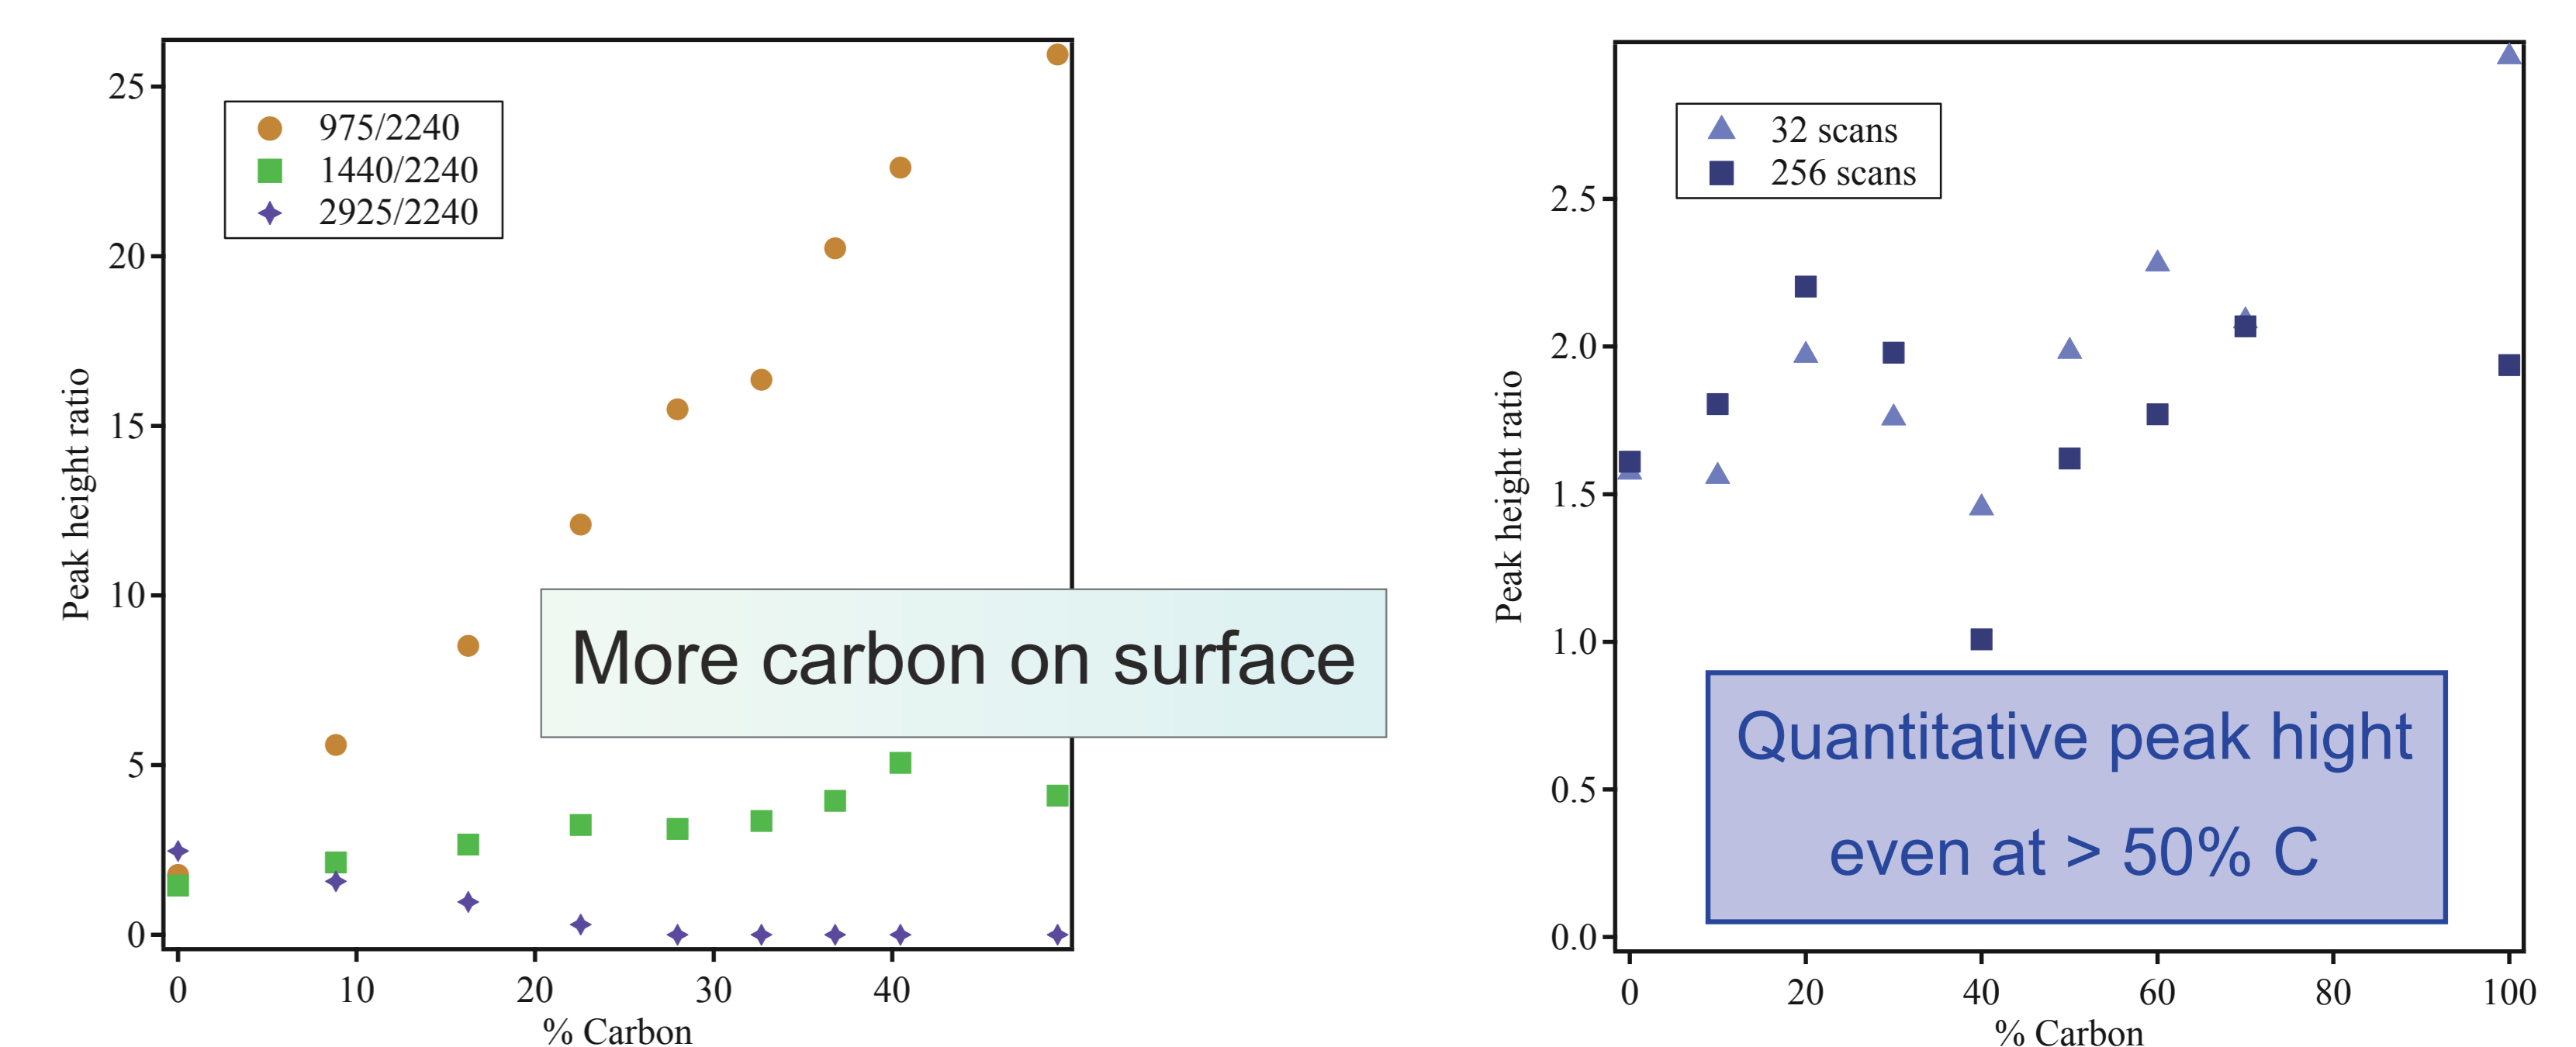 25
20
15
10
5
0
Peak height ratio
975/2240
1440/2240
2925/2240
More carbon on surface
0 10 20 30 40
% Carbon
2.5
2.0
1.5
1.0
0.5
0.0
Peak height ratio
32 scans
256 scans
Quantitative peak hight
even at > 50% C
0 20 40 60 80 100
% Carbon